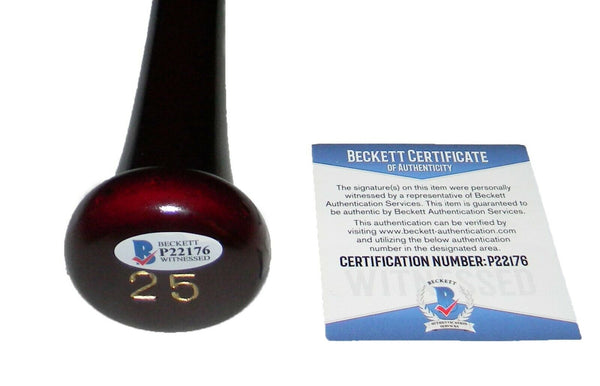 BECKETT
P22176
WITNESSED
25
BECKETT CERTIFICATE
OF AUTHENTICITY
The signature(s) on this item were personally
witnessed by a representative of Beckett
Authentication Services. This item is guaranteed to
be authentic by Beckett Authentication Services.
This authentication can be verified by
visiting www.beckett-authentication.com
and utilizing the below authentication
number in the designated area.
CERTIFICATION NUMBER:P22176
WITNESSED
BECKETT
AUTHENTICATION
SERVICES